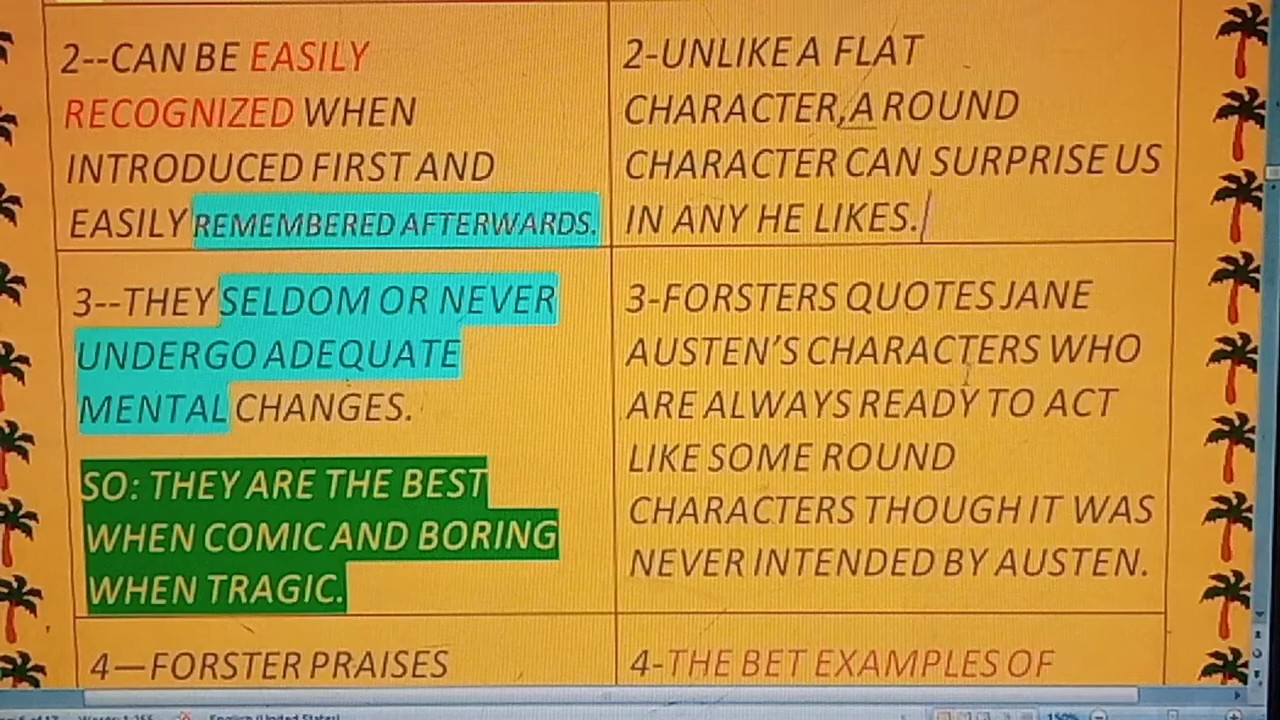 2--CAN BE EASILY
RECOGNIZED WHEN
INTRODUCED FIRST AND
EASILY REMEMBERED AFTERWARDS.
2-UNLIKE A FLAT
CHARACTER,A ROUND
CHARACTER CAN SURPRISE US
IN ANY HE LIKES.
3--THEY SELDOM OR NEVER
UNDERGO ADEQUATE
MENTAL CHANGES.
SO: THEY ARE THE BEST
WHEN COMIC AND BORING
WHEN TRAGIC.
3-FORSTERS QUOTES JANE
AUSTEN'S CHARACTERS WHO
ARE ALWAYS READY TO ACT
LIKE SOME ROUND
CHARACTERS THOUGH IT WAS
NEVER INTENDED BY AUSTEN.
4—FORSTER PRAISES
4-THE BET EXAMPLES OF
English (United States)
150%